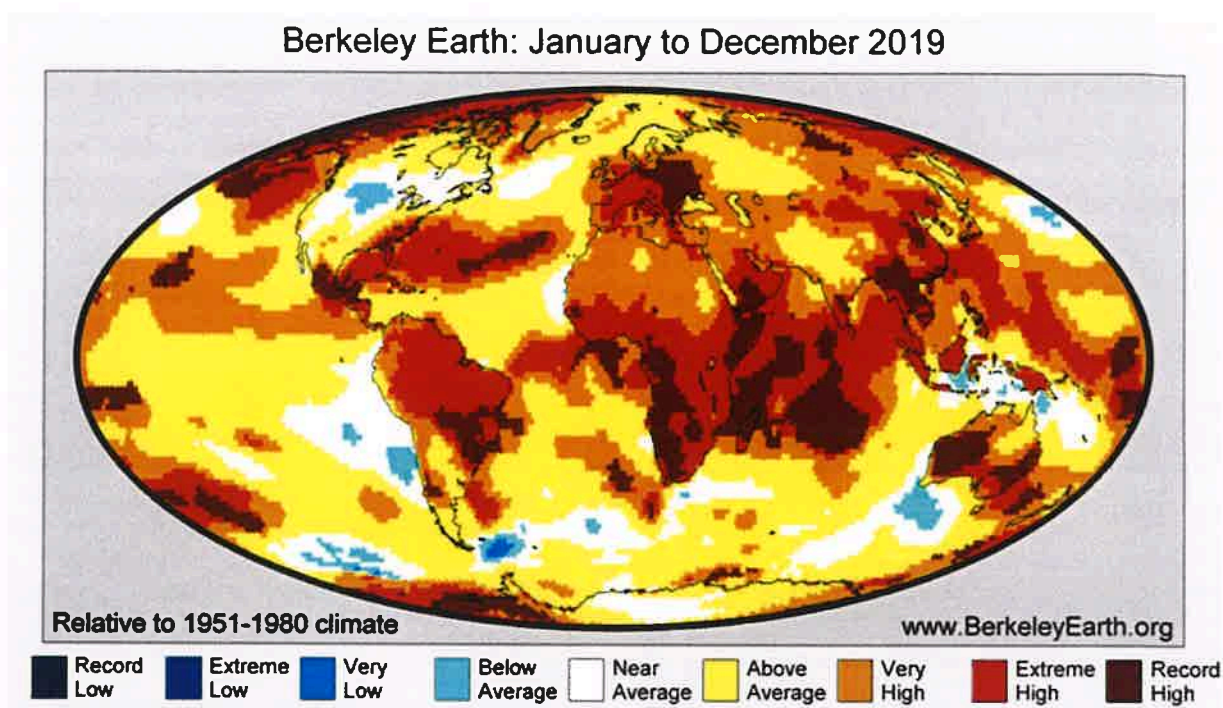 Berkeley Earth: January to December 2019
Relative to 1951-1980 climate
www.BerkeleyEarth.org
Record Low
Extreme Low
Very Low
Below Average
Near Average
Above Average
Very High
Extreme High
Record High